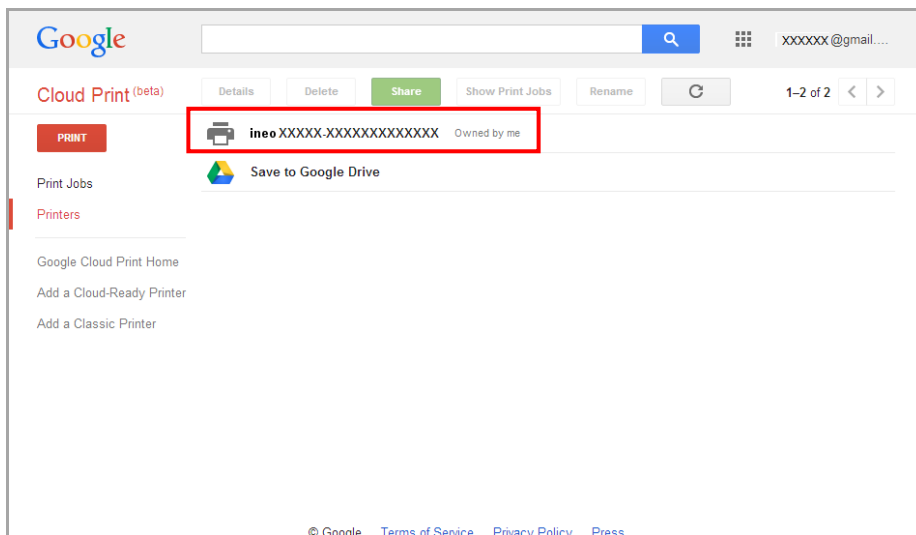 Google
XXXXXX @gmail....
Cloud Print (beta)
Details Delete Share Show Print Jobs Rename 1–2 of 2
PRINT
ineo XXXXX-XXXXXXXXXXXXX Owned by me
Save to Google Drive
Print Jobs
Printers
Google Cloud Print Home
Add a Cloud-Ready Printer
Add a Classic Printer
© Google Terms of Service Privacy Policy Press